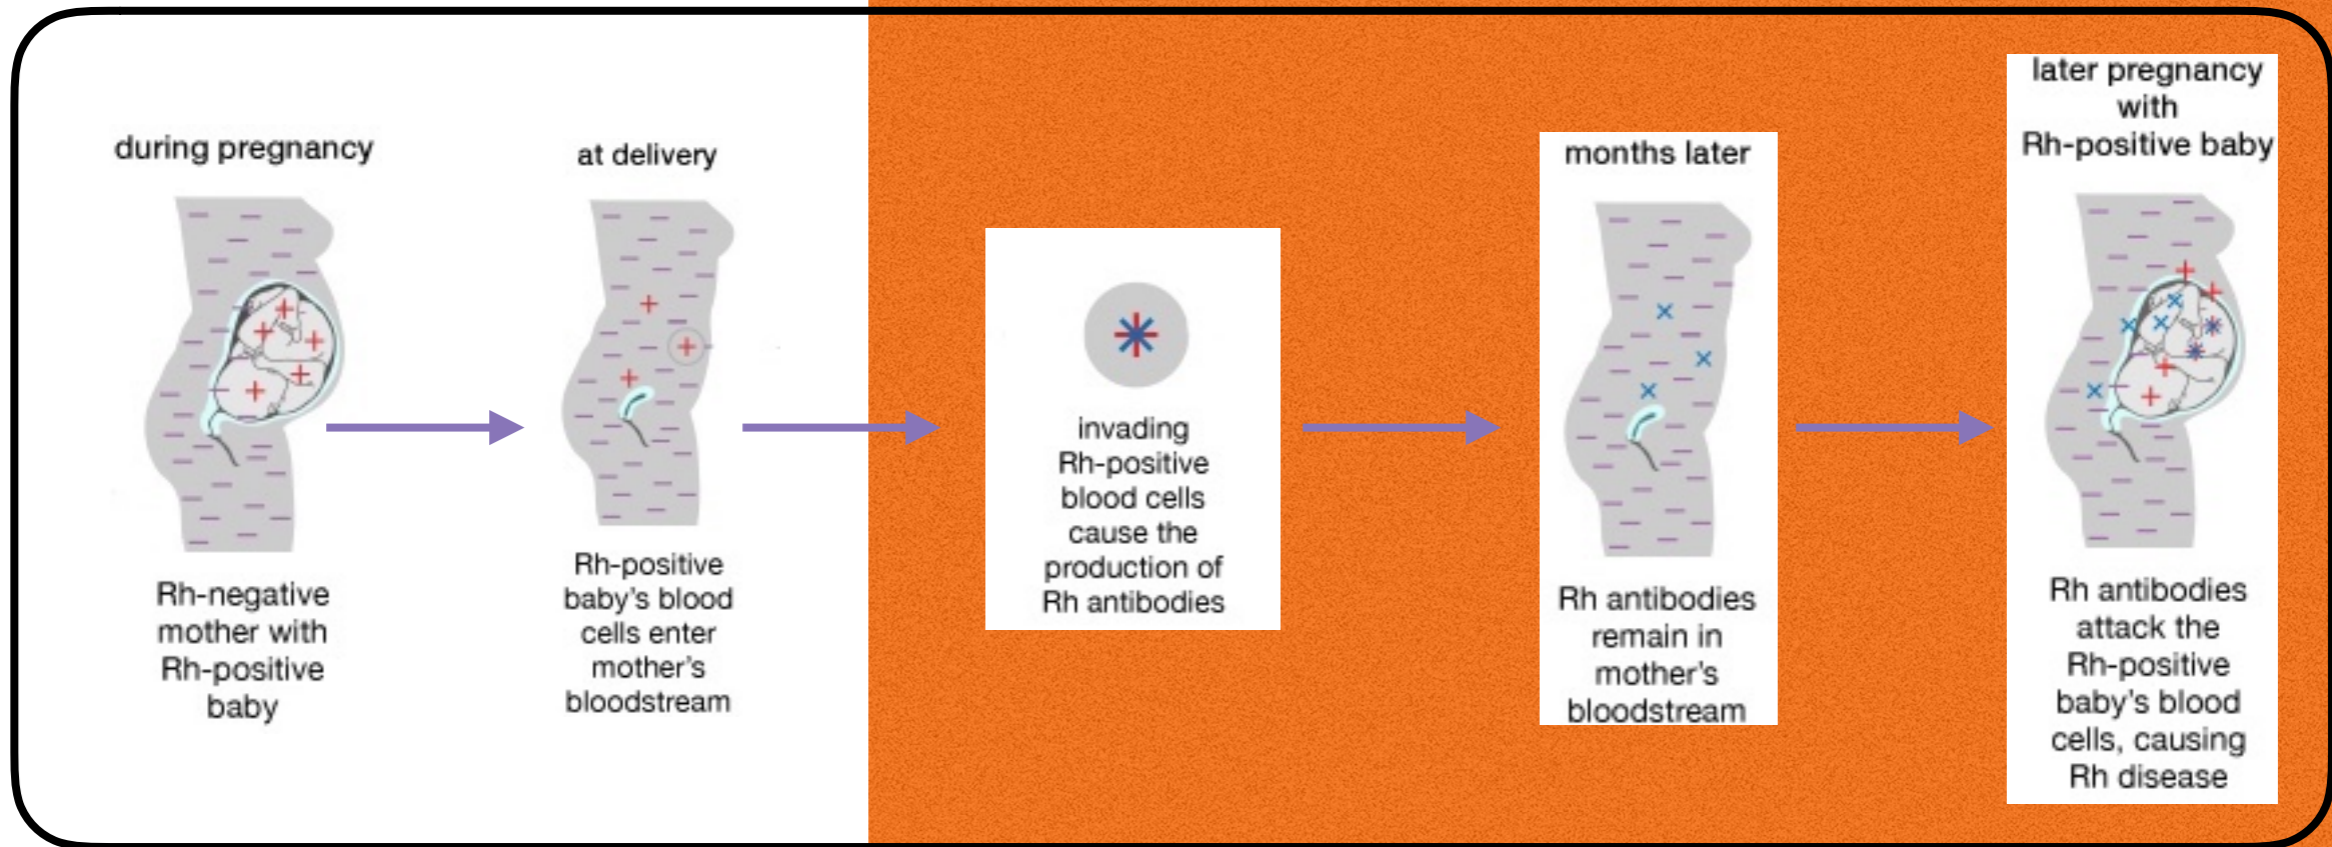 during pregnancy
Rh-negative
mother with
Rh-positive
baby
at delivery
Rh-positive
baby's blood
cells enter
mother's
bloodstream
invading
Rh-positive
blood cells
cause the
production of
Rh antibodies
months later
Rh antibodies
remain in
mother's
bloodstream
later pregnancy
with
Rh-positive baby
Rh antibodies
attack the
Rh-positive
baby's blood
cells, causing
Rh disease